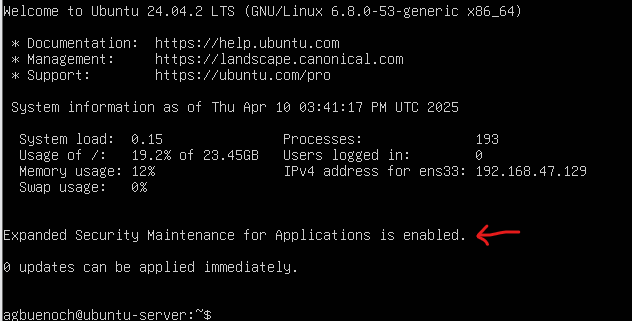 Welcome to Ubuntu 24.04.2 LTS (GNU/Linux 6.8.0-53-generic x86_64)
* Documentation: https://help.ubuntu.com
* Management: https://landscape.canonical.com
* Support: https://ubuntu.com/pro
System information as of Thu Apr 10 03:41:17 PM UTC 2025
System load: 0.15 Processes: 193
Usage of /: 19.2% of 23.45GB Users logged in: 0
Memory usage: 12% IPv4 address for ens33: 192.168.47.129
Swap usage: 0%
Expanded Security Maintenance for Applications is enabled.
0 updates can be applied immediately.
agbuenoch@ubuntu-server:~$